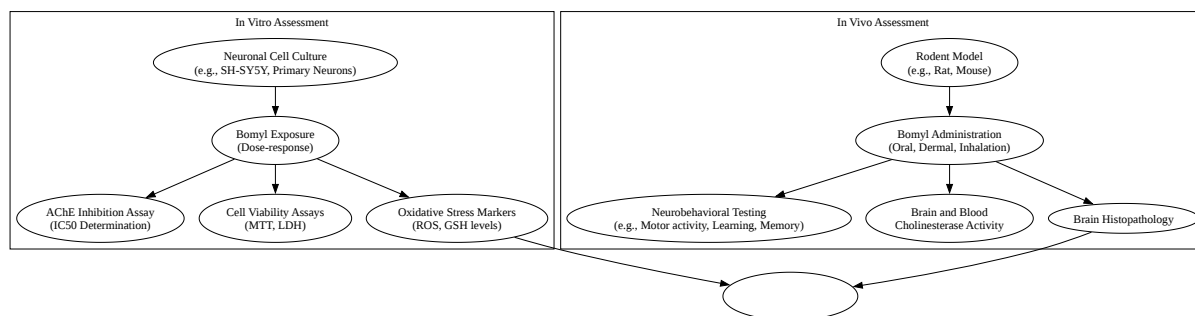 In Vitro Assessment
Neuronal Cell Culture
(e.g., SH-SY5Y, Primary Neurons)
Bomyl Exposure
(Dose-response)
AChE Inhibition Assay
(IC50 Determination)
Cell Viability Assays
(MTT, LDH)
Oxidative Stress Markers
(ROS, GSH levels)
In Vivo Assessment
Rodent Model
(e.g., Rat, Mouse)
Bomyl Administration
(Oral, Dermal, Inhalation)
Neurobehavioral Testing
(e.g., Motor activity, Learning, Memory)
Brain and Blood
Cholinesterase Activity
Brain Histopathology